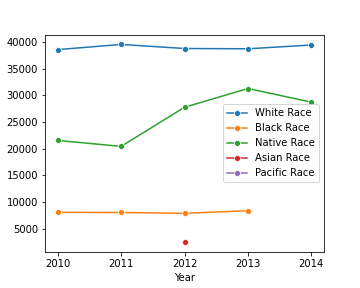 40000
35000
30000
25000
20000
15000
10000
5000
White Race
Black Race
Native Race
Asian Race
Pacific Race
2010 2011 2012 2013 2014
Year